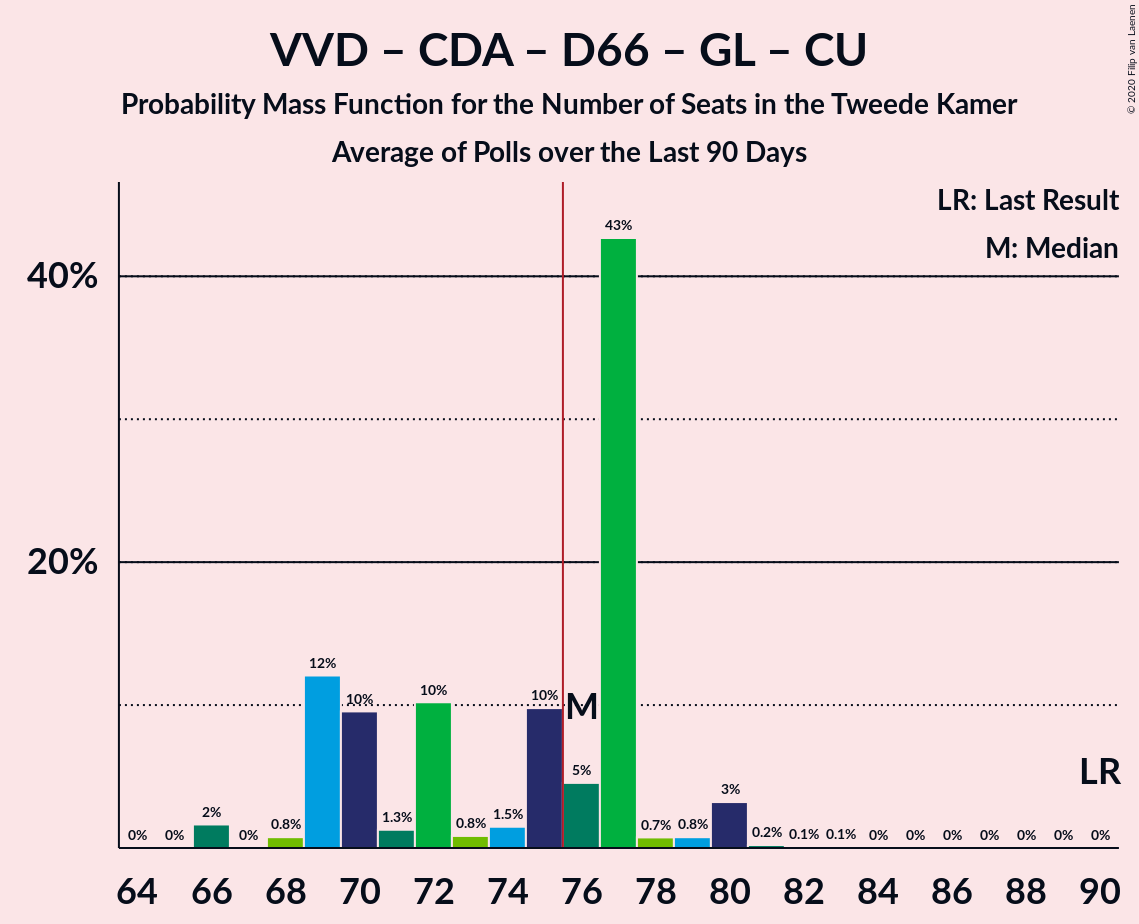 VVD – CDA – D66 – GL – CU
Probability Mass Function for the Number of Seats in the Tweede Kamer
Average of Polls over the Last 90 Days
© 2020 Filip van Laenen
LR: Last Result
M: Median
40%
20%
43%
12%
10%
10%
10%
M
5%
LR
3%
2%
1.5%
1.3%
0% 0% 0% 0.8% 0.8% 0.7% 0.8% 0.2% 0.1% 0.1% 0% 0% 0% 0% 0% 0% 0%
64 66 68 70 72 74 76 78 80 82 84 86 88 90